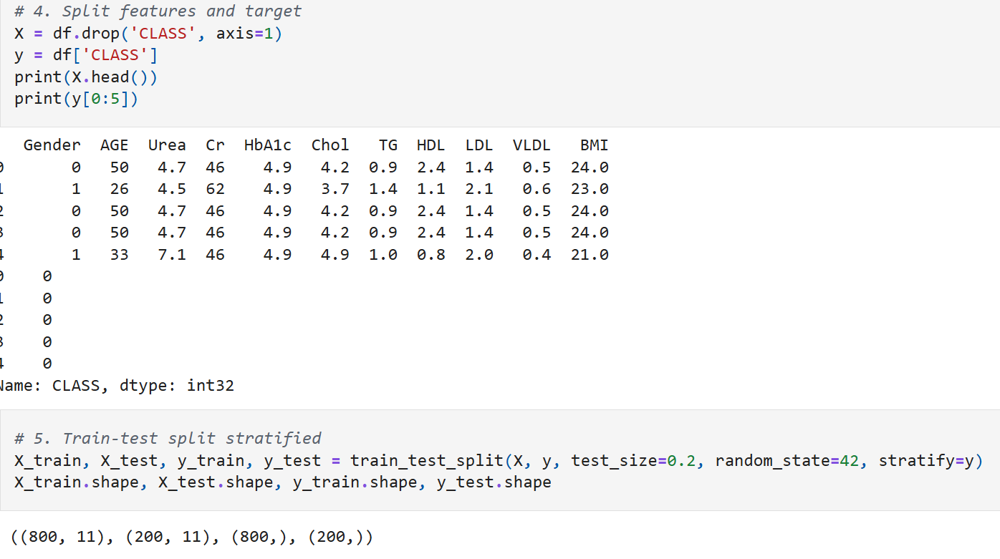 # 4. Split features and target
X = df.drop('CLASS', axis=1)
y = df['CLASS']
print(X.head())
print(y[0:5])
Gender AGE Urea Cr HbA1c Chol TG HDL LDL VLDL BMI
0 0 50 4.7 46 4.9 4.2 0.9 2.4 1.4 0.5 24.0
1 1 26 4.5 62 4.9 3.7 1.4 1.1 2.1 0.6 23.0
2 0 50 4.7 46 4.9 4.2 0.9 2.4 1.4 0.5 24.0
3 0 50 4.7 46 4.9 4.2 0.9 2.4 1.4 0.5 24.0
4 1 33 7.1 46 4.9 4.9 1.0 0.8 2.0 0.4 21.0
0 0
1 0
2 0
3 0
4 0
Name: CLASS, dtype: int32
# 5. Train-test split stratified
X_train, X_test, y_train, y_test = train_test_split(X, y, test_size=0.2, random_state=42, stratify=y)
X_train.shape, X_test.shape, y_train.shape, y_test.shape
((800, 11), (200, 11), (800,), (200,))